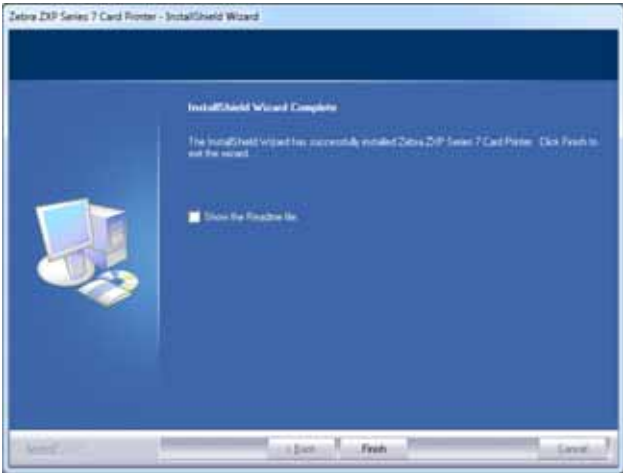 Zebra ZXP Series 7 Card Printer - InstallShield Wizard
InstallShield Wizard Complete
The InstallShield Wizard has successfully installed Zebra ZXP Series 7 Card Printer. Click Finish to
exit the wizard.
Show the Readme file.
InstallShield
< Back
Finish
Cancel